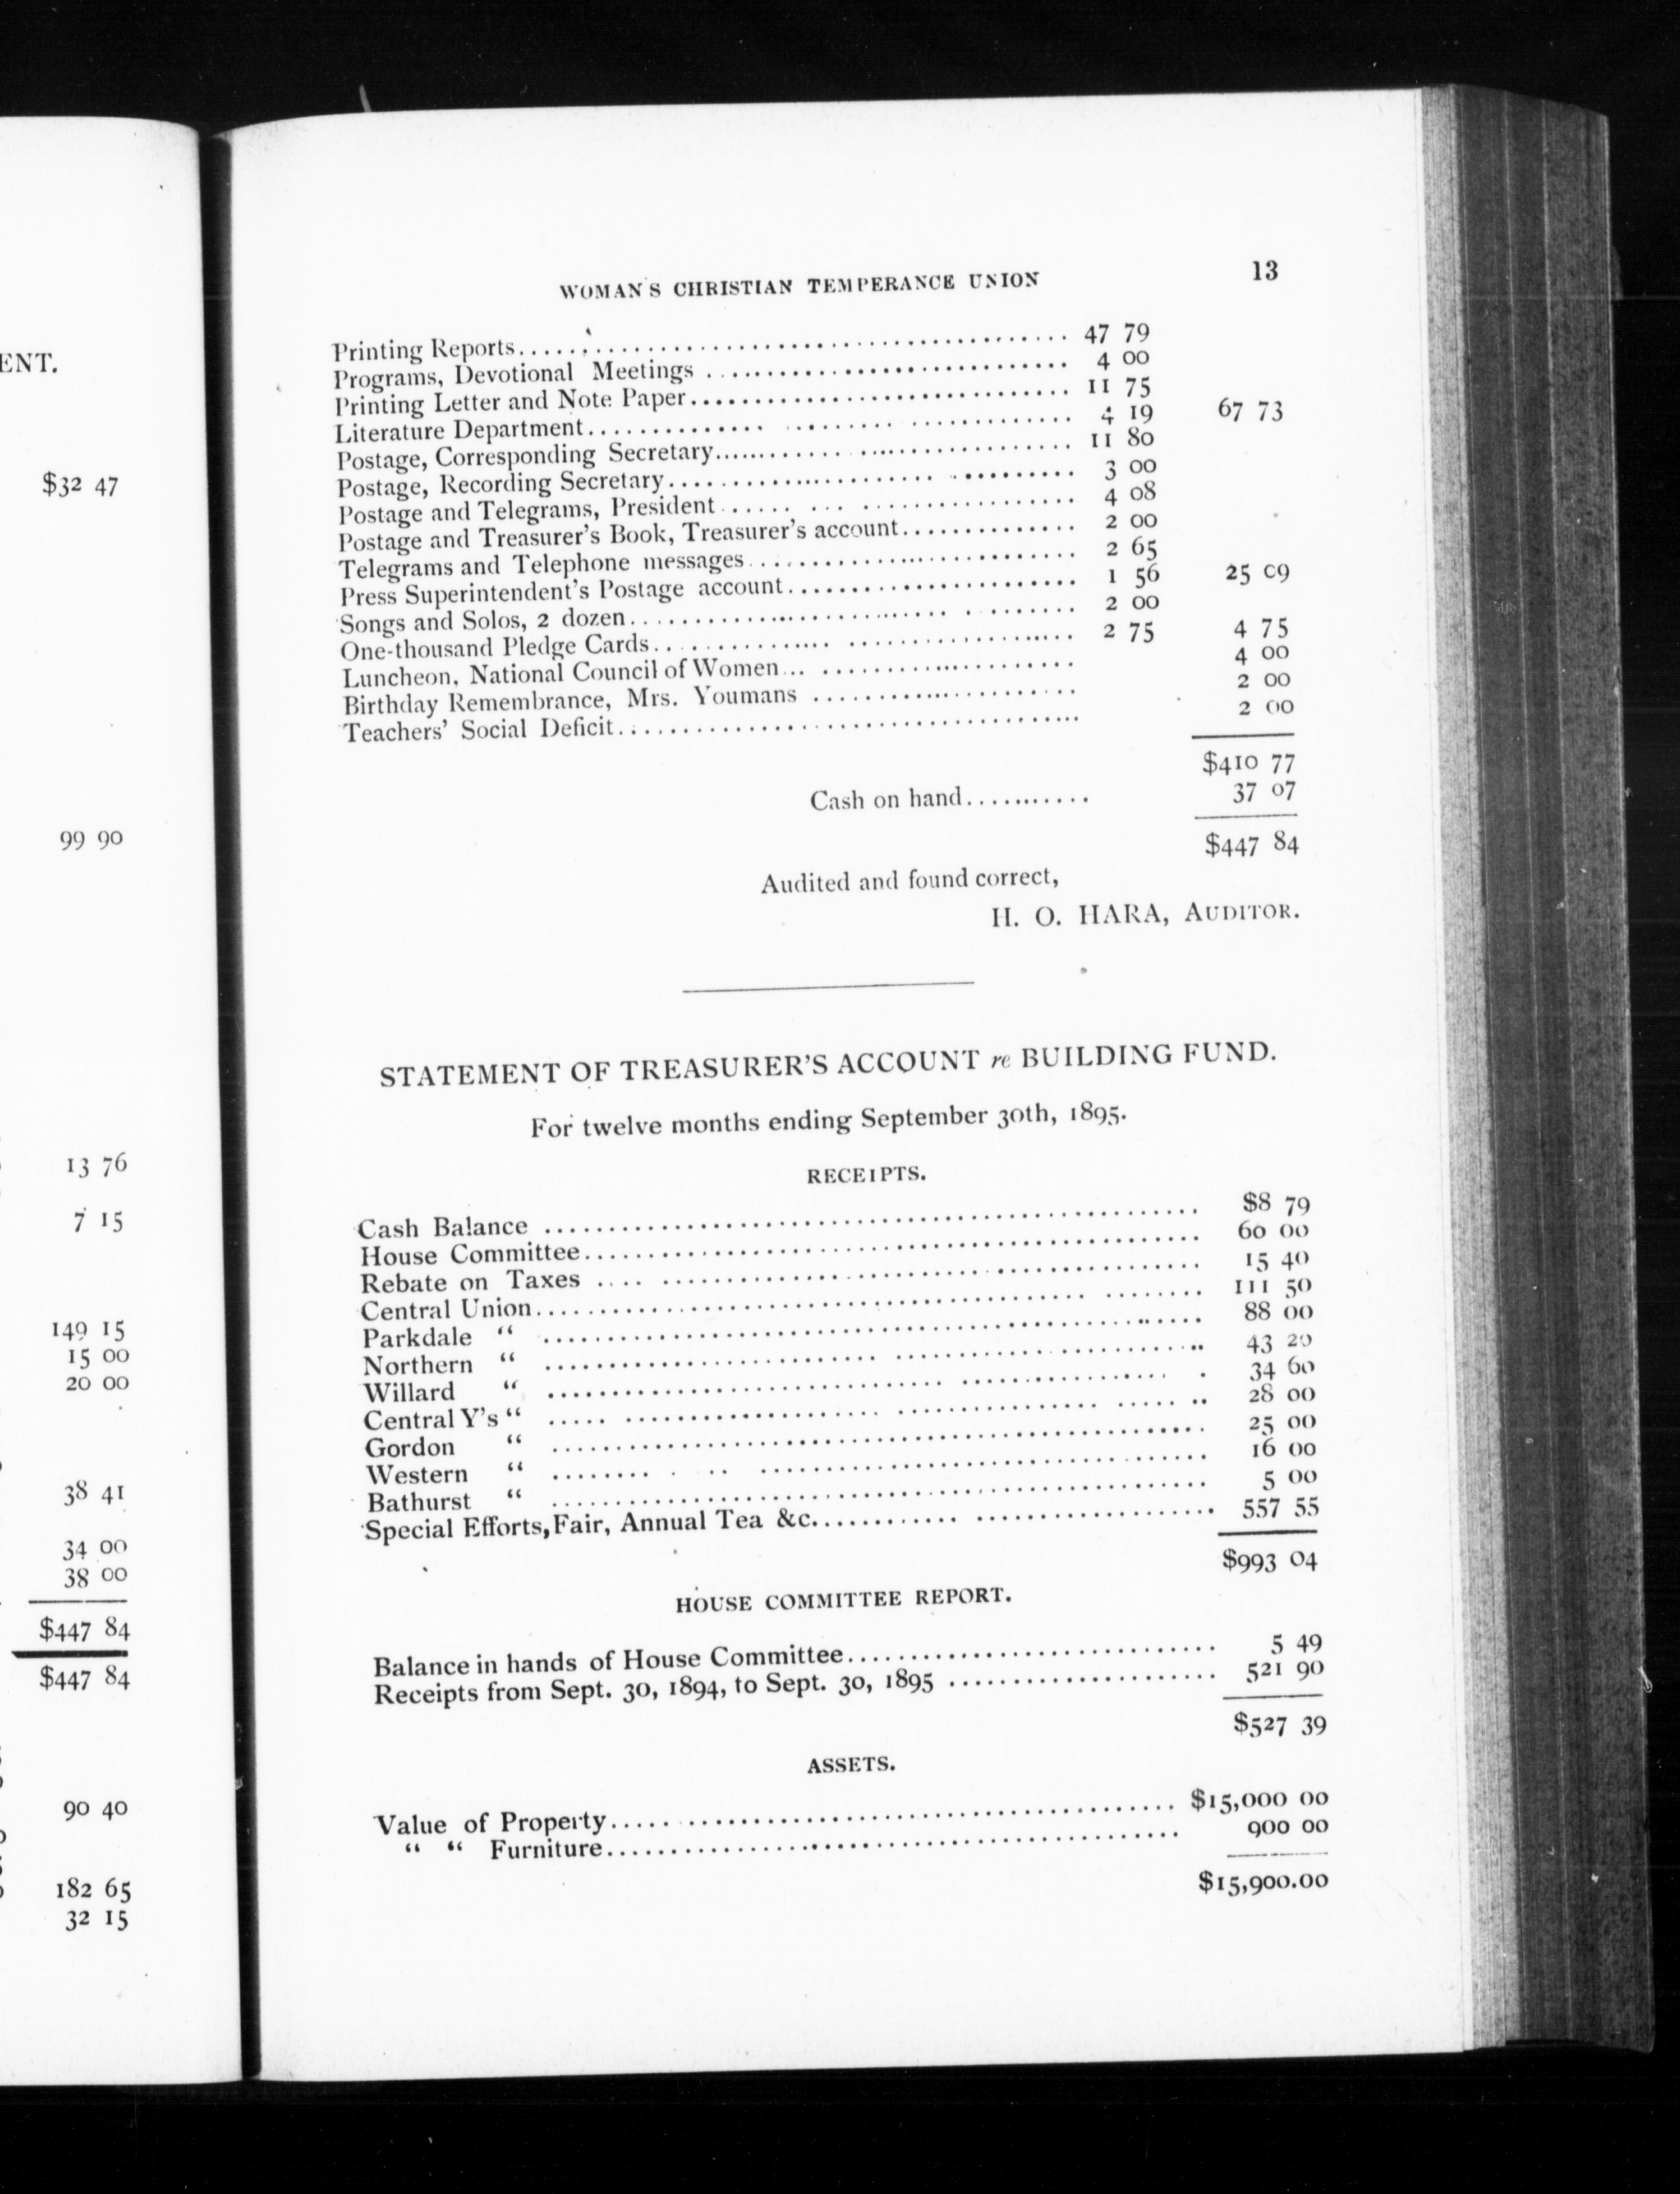 ENT.
$32 47
99 90
13 76
7 15
149 15
15 00
20 00
38 41
34 00
38 00
$447 84
$447 84
90 40
182 65
32 15
WOMAN'S CHRISTIAN TEMPERANCE UNION 13
Printing Reports 47 79
Programs, Devotional Meetings 4 00
Printing Letter and Note Paper 11 75
Literature Department 4 19 67 73
Postage, Corresponding Secretary 11 80
Postage, Recording Secretary 3 00
Postage and Telegrams, President 4 08
Postage and Treasurer's Book, Treasurer's account 2 00
Telegrams and Telephone messages 2 65
Press Superintendent's Postage account 1 56 25 09
Songs and Solos, 2 dozen 2 00
One-thousand Pledge Cards 2 75 4 75
Luncheon, National Council of Women 4 00
Birthday Remembrance, Mrs. Youmans 2 00
Teachers' Social Deficit 2 00
$410 77
Cash on hand 37 07
$447 84
Audited and found correct,
H. O. HARA, AUDITOR.
STATEMENT OF TREASURER'S ACCOUNT re BUILDING FUND.
For twelve months ending September 30th, 1895.
RECEIPTS.
Cash Balance $8 79
House Committee 60 00
Rebate on Taxes 15 40
Central Union 111 50
Parkdale " 88 00
Northern " 43 20
Willard " 34 60
Central Y's " 28 00
Gordon " 25 00
Western " 16 00
Bathurst " 5 00
Special Efforts, Fair, Annual Tea &c. 557 55
$993 04
HOUSE COMMITTEE REPORT.
Balance in hands of House Committee 5 49
Receipts from Sept. 30, 1894, to Sept. 30, 1895 521 90
$527 39
ASSETS.
Value of Property $15,000 00
" " Furniture 900 00
$15,900.00